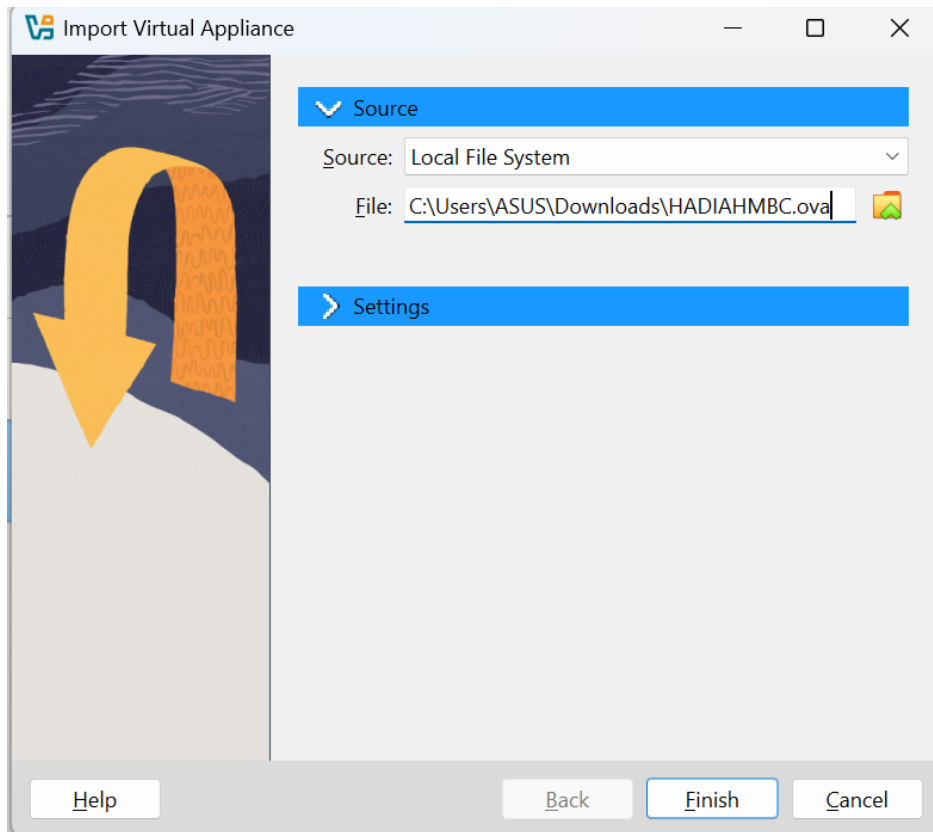 Import Virtual Appliance
Source
Source: Local File System
File: C:\Users\ASUS\Downloads\HADIAHMBC.ova
Settings
Help Back Finish Cancel